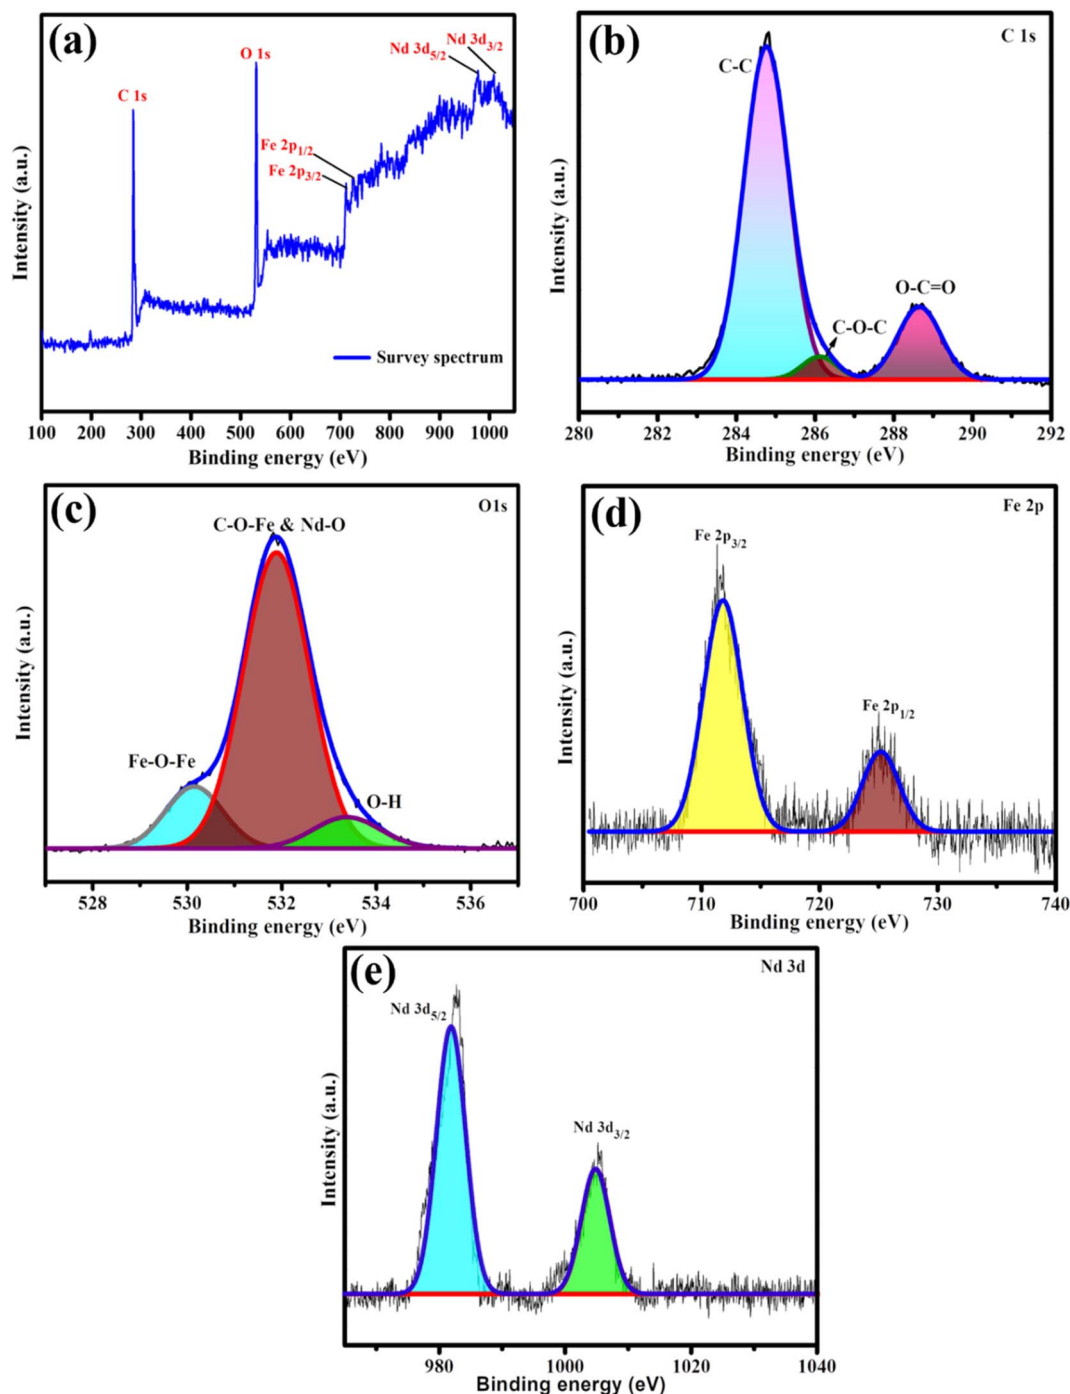 (a)
Nd 3d3/2
Nd 3d5/2
O 1s
C 1s
Fe 2p1/2
Fe 2p3/2
Survey spectrum
Intensity (a.u.)
100 200 300 400 500 600 700 800 900 1000
Binding energy (eV)
(b)
C 1s
C-C
O-C=O
C-O-C
Intensity (a.u.)
280 282 284 286 288 290 292
Binding energy (eV)
(c)
O1s
C-O-Fe & Nd-O
Fe-O-Fe
O-H
Intensity (a.u.)
528 530 532 534 536
Binding energy (eV)
(d)
Fe 2p
Fe 2p3/2
Fe 2p1/2
Intensity (a.u.)
700 710 720 730 740
Binding energy (eV)
(e)
Nd 3d
Nd 3d5/2
Nd 3d3/2
Intensity (a.u.)
980 1000 1020 1040
Binding energy (eV)